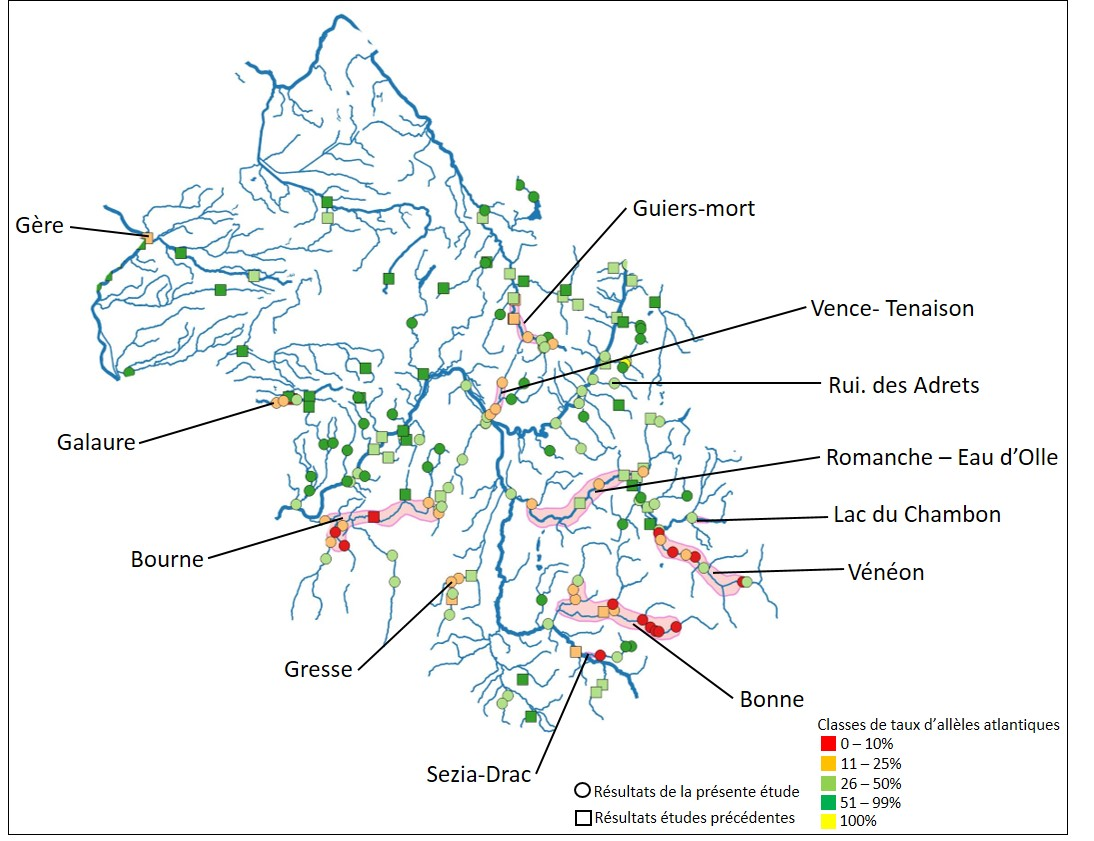 Guiers-mort
Gère
Vence- Tenaison
Rui. des Adrets
Galaure
Romanche – Eau d'Olle
Lac du Chambon
Bourne
Vénéon
Gresse
Bonne
Sezia-Drac
Classes de taux d'allèles atlantiques
0 – 10%
11 – 25%
26 – 50%
51 – 99%
100%
Résultats de la présente étude
Résultats études précédentes